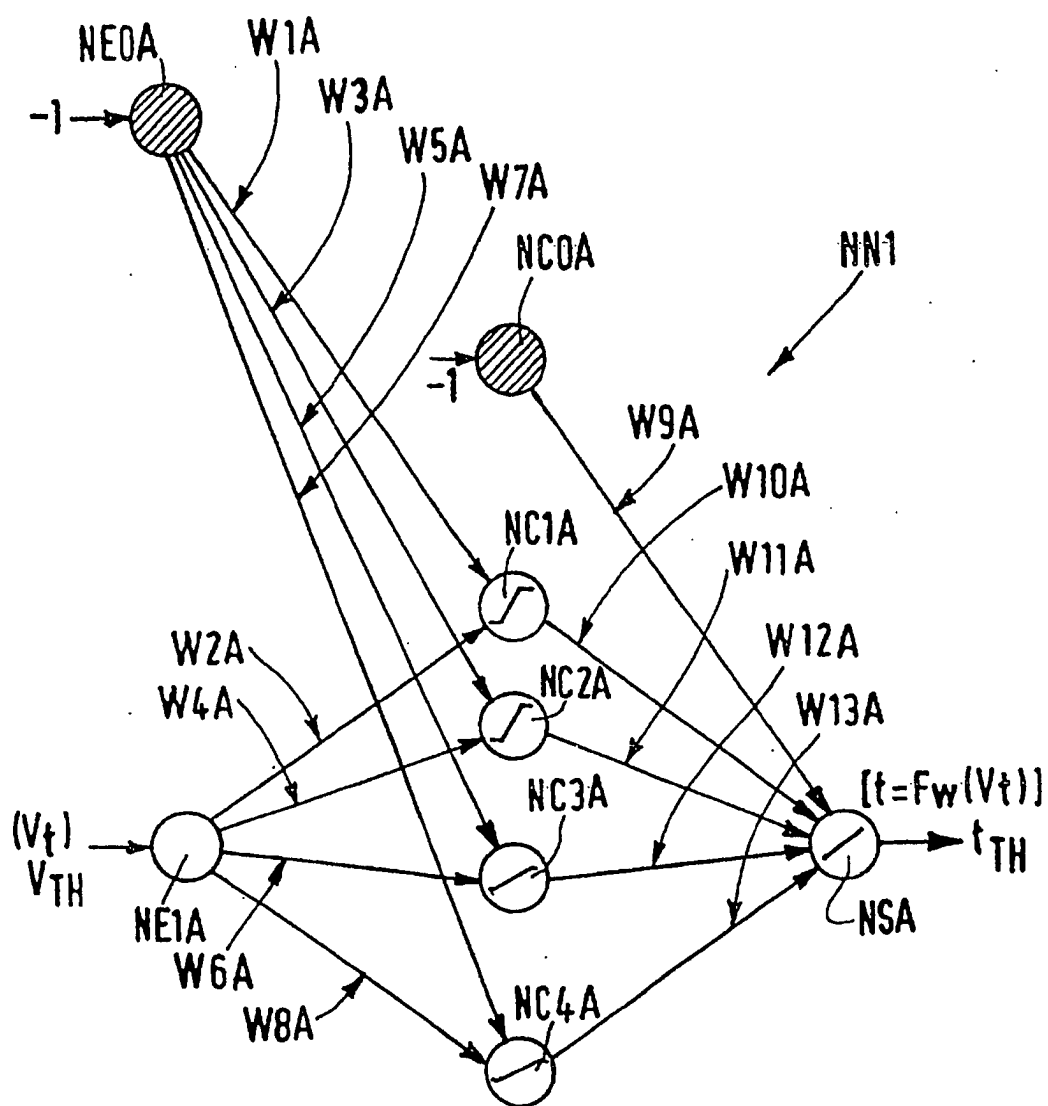 NE0A
W1A
W3A
W5A
W7A
-1
NC0A
NN1
-1
W9A
W10A
NC1A
W11A
W2A
W12A
W4A
NC2A
W13A
NC3A
[t=Fw(Vt)]
(Vt)
VTH
tTH
NE1A
NSA
W6A
W8A
NC4A